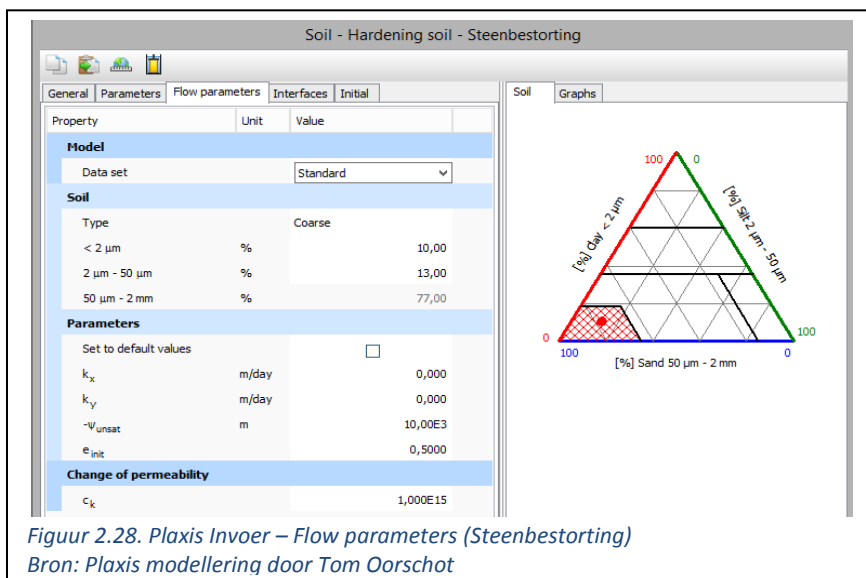 Soil - Hardening soil - Steenbestorting
General Parameters Flow parameters Interfaces Initial
Property Unit Value
Model
Data set Standard
Soil
Type Coarse
< 2 µm % 10,00
2 µm - 50 µm % 13,00
50 µm - 2 mm % 77,00
Parameters
Set to default values
kx m/day 0,000
ky m/day 0,000
-ψunsat m 10,00E3
einit 0,5000
Change of permeability
ck 1,000E15
Soil Graphs
100 0
[%] Clay < 2 µm
[%] Silt 2 µm - 50 µm
0 100
100 0
[%] Sand 50 µm - 2 mm
Figuur 2.28. Plaxis Invoer – Flow parameters (Steenbestorting)
Bron: Plaxis modellering door Tom Oorschot